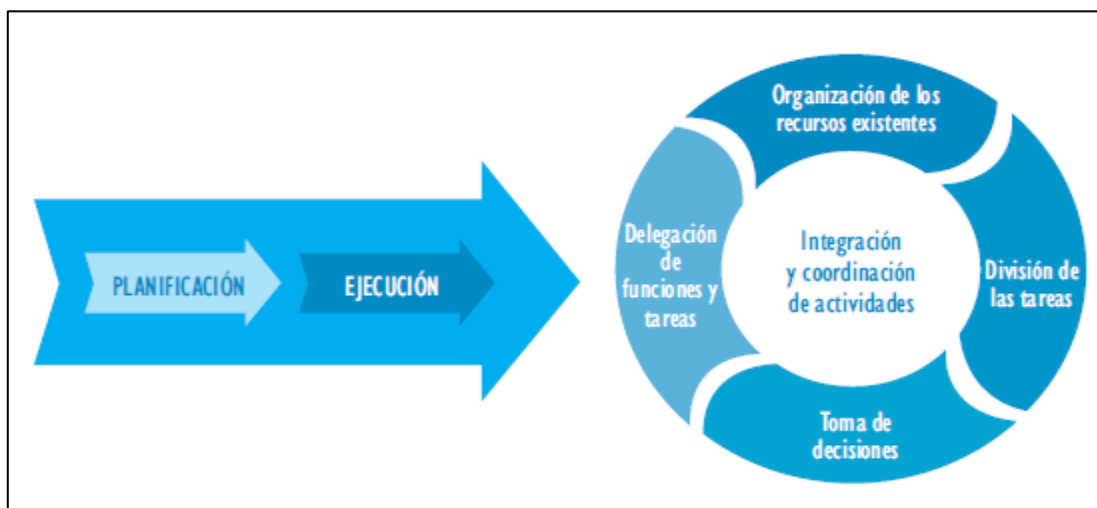 PLANIFICACIÓN
EJECUCIÓN
Organización de los
recursos existentes
Delegación
de
funciones y
tareas
Integración
y coordinación
de actividades
División de
las tareas
Toma de
decisiones